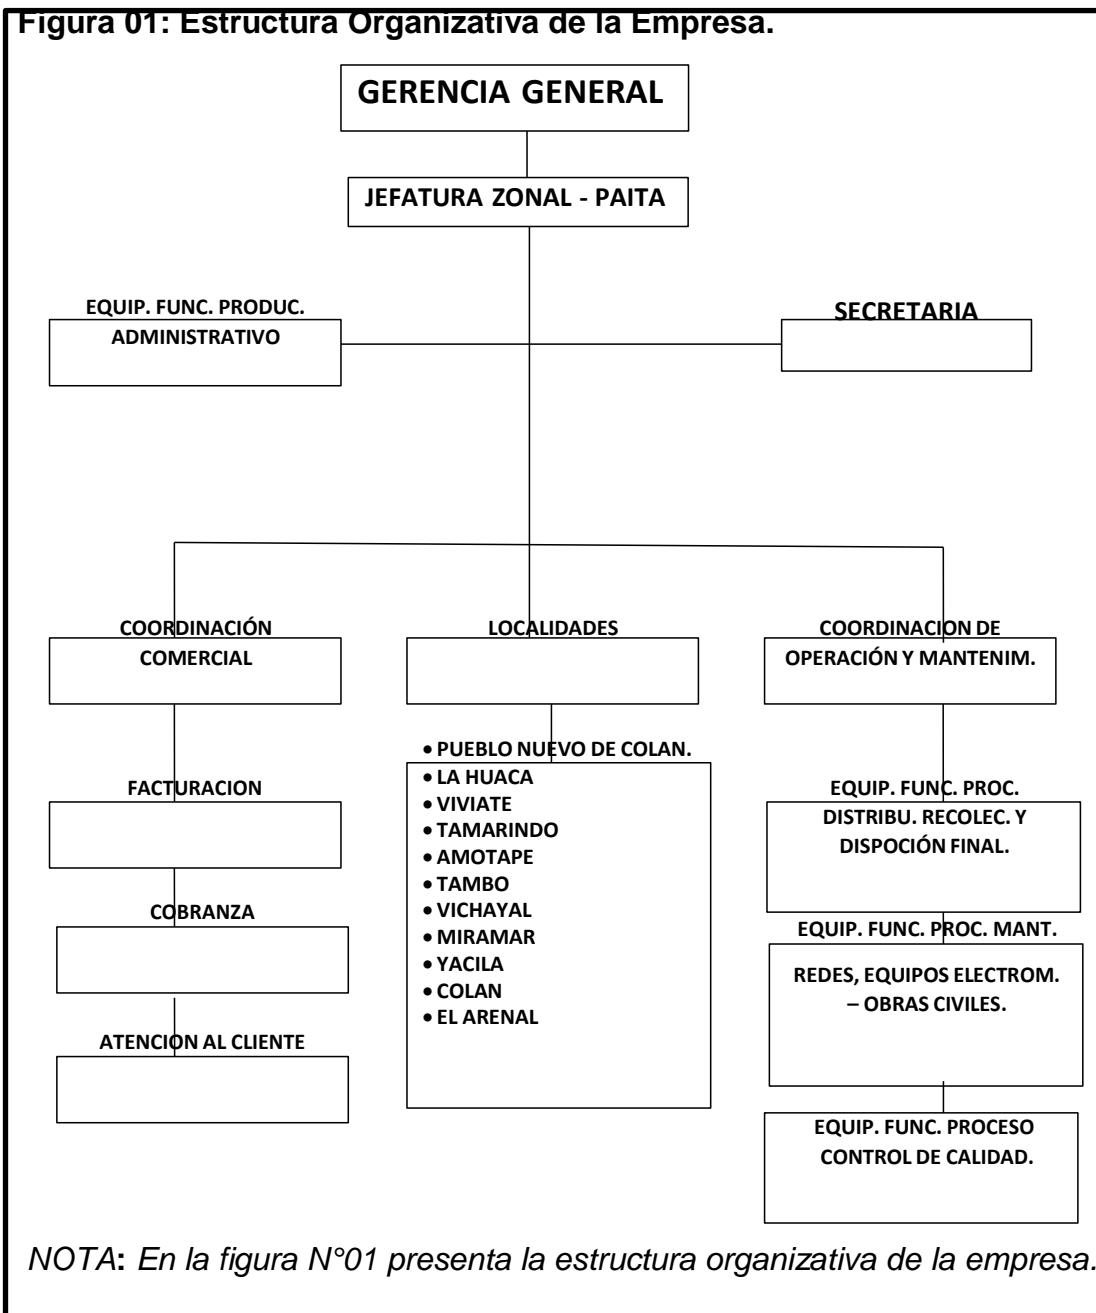 Figura 01: Estructura Organizativa de la Empresa.
GERENCIA GENERAL
JEFATURA ZONAL - PAITA
EQUIP. FUNC. PRODUC.
ADMINISTRATIVO
SECRETARIA
COORDINACIÓN
COMERCIAL
LOCALIDADES
COORDINACION DE
OPERACIÓN Y MANTENIM.
FACTURACION
COBRANZA
ATENCION AL CLIENTE
• PUEBLO NUEVO DE COLAN.
• LA HUACA
• VIVIATE
• TAMARINDO
• AMOTAPE
• TAMBO
• VICHAYAL
• MIRAMAR
• YACILA
• COLAN
• EL ARENAL
EQUIP. FUNC. PROC.
DISTRIBU. RECOLEC. Y
DISPOCIÓN FINAL.
EQUIP. FUNC. PROC. MANT.
REDES, EQUIPOS ELECTROM.
– OBRAS CIVILES.
EQUIP. FUNC. PROCESO
CONTROL DE CALIDAD.
NOTA: En la figura N°01 presenta la estructura organizativa de la empresa.